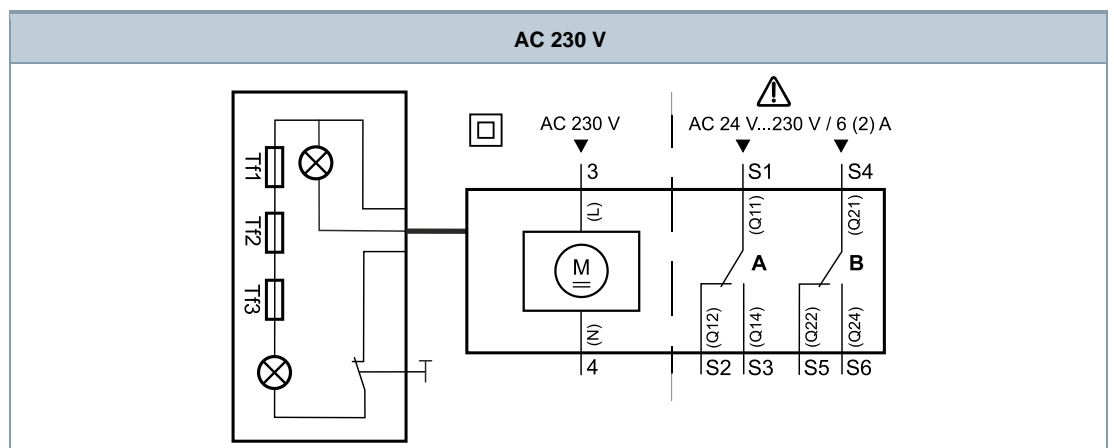 AC 230 V
AC 230 V
AC 24 V...230 V / 6 (2) A
3
S1
S4
Tf1
Tf2
Tf3
(L)
(Q11)
(Q21)
M
A
B
(N)
(Q12)
(Q14)
(Q22)
(Q24)
4
S2
S3
S5
S6